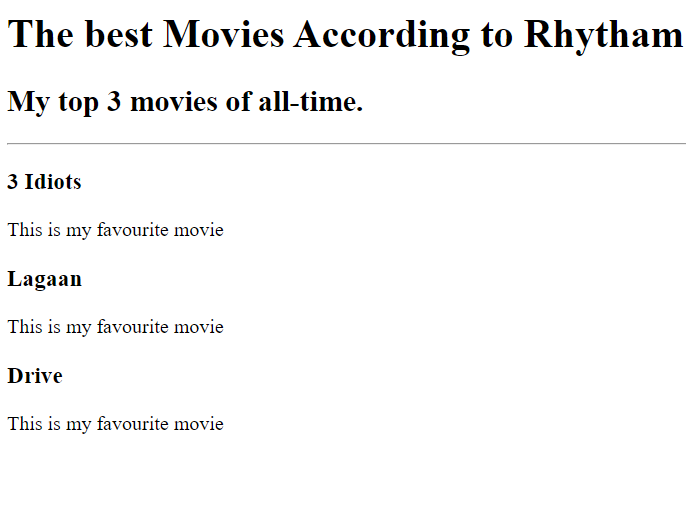 The best Movies According to Rhytham
My top 3 movies of all-time.
3 Idiots
This is my favourite movie
Lagaan
This is my favourite movie
Drive
This is my favourite movie